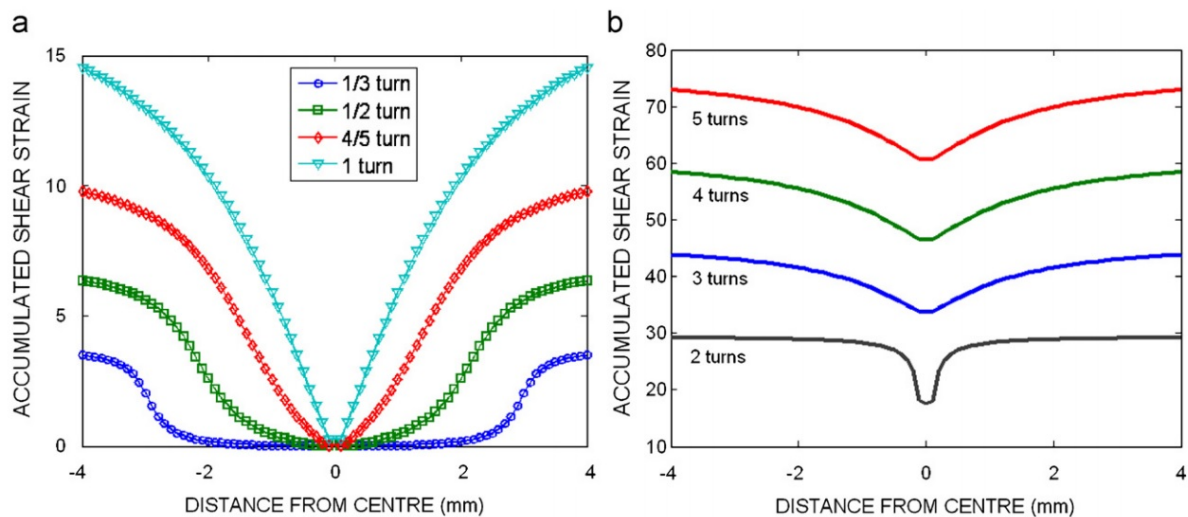 a
ACCUMULATED SHEAR STRAIN
15
10
5
0
-4
-2
0
2
4
DISTANCE FROM CENTRE (mm)
1/3 turn
1/2 turn
4/5 turn
1 turn
b
ACCUMULATED SHEAR STRAIN
80
70
60
50
40
30
20
10
-4
-2
0
2
4
DISTANCE FROM CENTRE (mm)
5 turns
4 turns
3 turns
2 turns